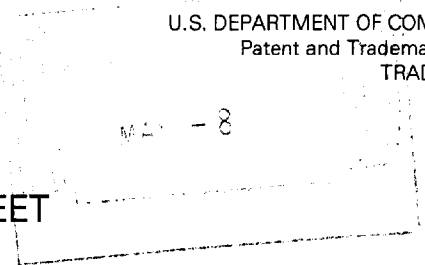 U.S. DEPARTMENT OF COM
Patent and Tradema
TRAD
- 8
EET